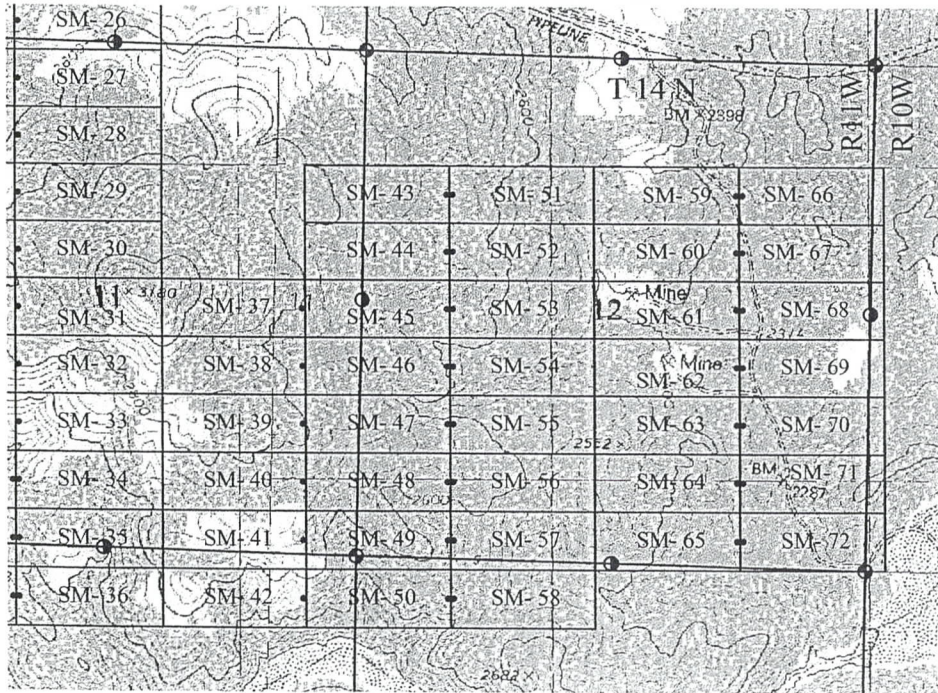 SM- 26
PIPELINE
SM- 27
T 14 N
R11W
R10W
2600
BM × 2398
SM- 28
SM- 29
SM- 43
SM- 51
SM- 59
SM- 66
SM- 30
SM- 44
SM- 52
SM- 60
SM- 67
11
× 3180
SM- 31
SM- 37
SM- 45
SM- 53
12
Mine
SM- 61
SM- 68
2314
SM- 32
SM- 38
SM- 46
SM- 54
Mine
SM- 62
SM- 69
SM- 33
SM- 39
SM- 47
SM- 55
2552 ×
SM- 63
SM- 70
SM- 34
SM- 40
SM- 48
2600
SM- 56
SM- 64
BM
SM- 71
×2287
SM- 35
SM- 41
SM- 49
SM- 57
SM- 65
SM- 72
SM- 36
SM- 42
SM- 50
SM- 58
2682 ×